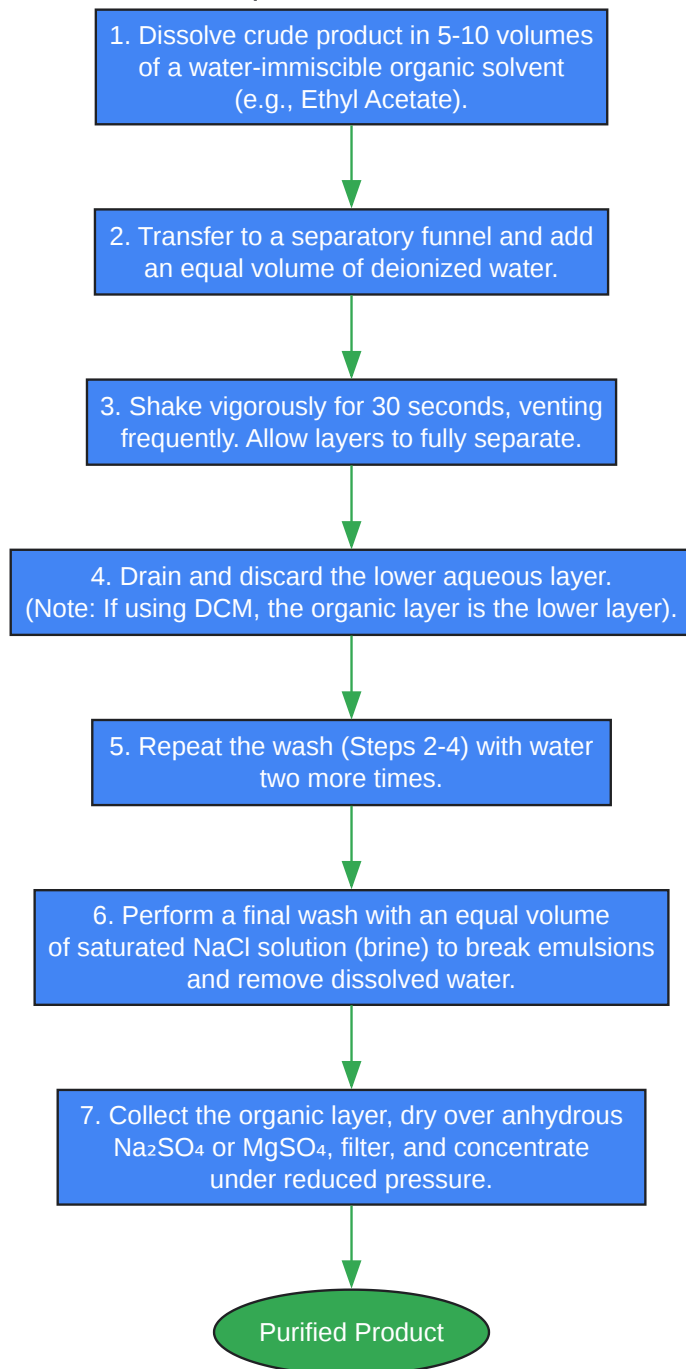 1. Dissolve crude product in 5-10 volumes
of a water-immiscible organic solvent
(e.g., Ethyl Acetate).
2. Transfer to a separatory funnel and add
an equal volume of deionized water.
3. Shake vigorously for 30 seconds, venting
frequently. Allow layers to fully separate.
4. Drain and discard the lower aqueous layer.
(Note: If using DCM, the organic layer is the lower layer).
5. Repeat the wash (Steps 2-4) with water
two more times.
6. Perform a final wash with an equal volume
of saturated NaCl solution (brine) to break emulsions
and remove dissolved water.
7. Collect the organic layer, dry over anhydrous
Na₂SO₄ or MgSO₄, filter, and concentrate
under reduced pressure.
Purified Product